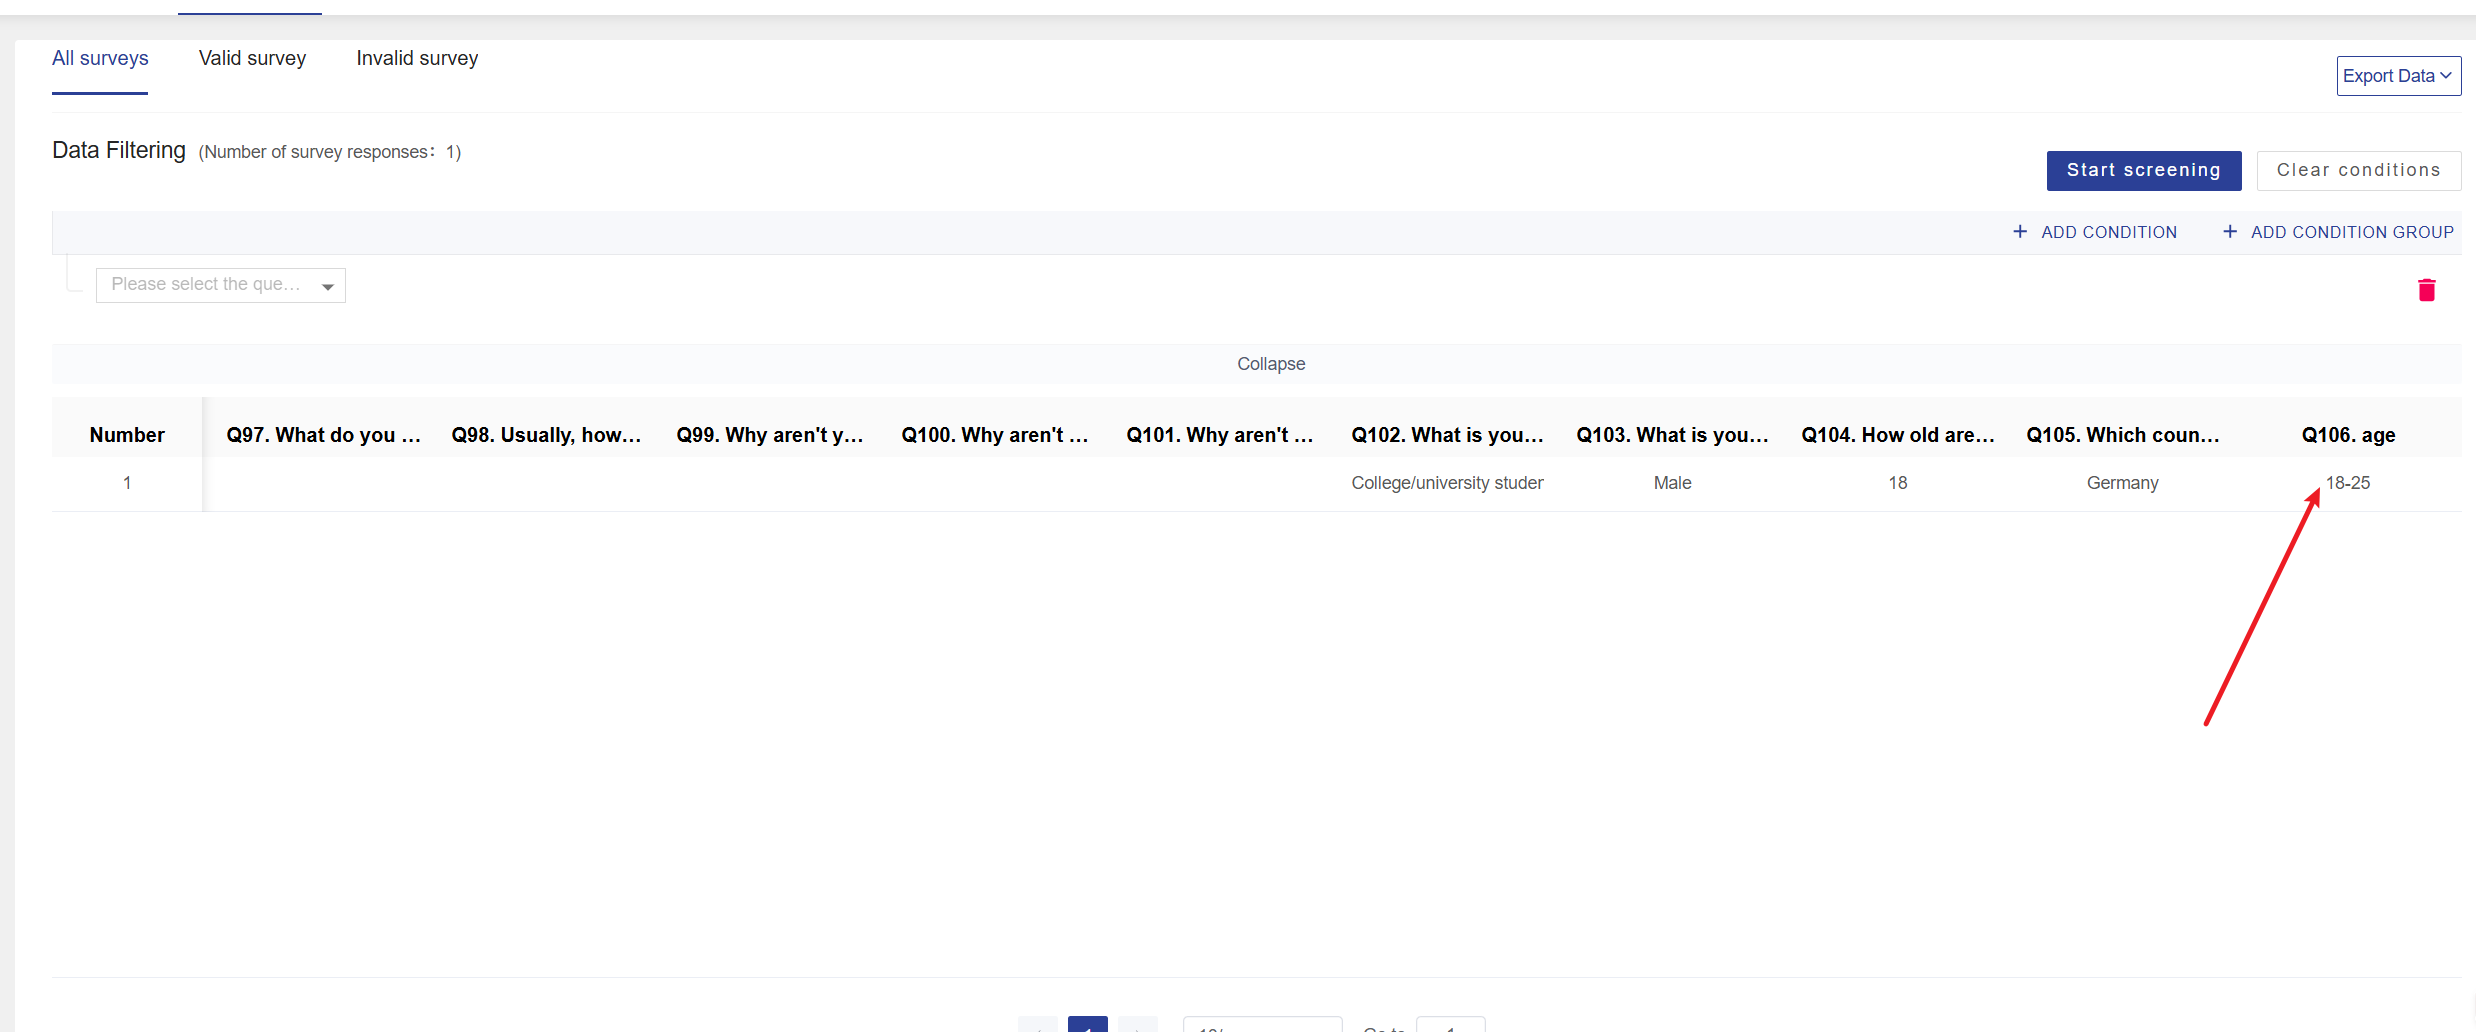 All surveys Valid survey Invalid survey
Export Data
Data Filtering (Number of survey responses： 1)
Start screening Clear conditions
+ ADD CONDITION + ADD CONDITION GROUP
Please select the que...
Collapse
Number Q97. What do you ... Q98. Usually, how... Q99. Why aren't y... Q100. Why aren't ... Q101. Why aren't ... Q102. What is you... Q103. What is you... Q104. How old are... Q105. Which coun... Q106. age
1 College/university studer Male 18 Germany 18-25